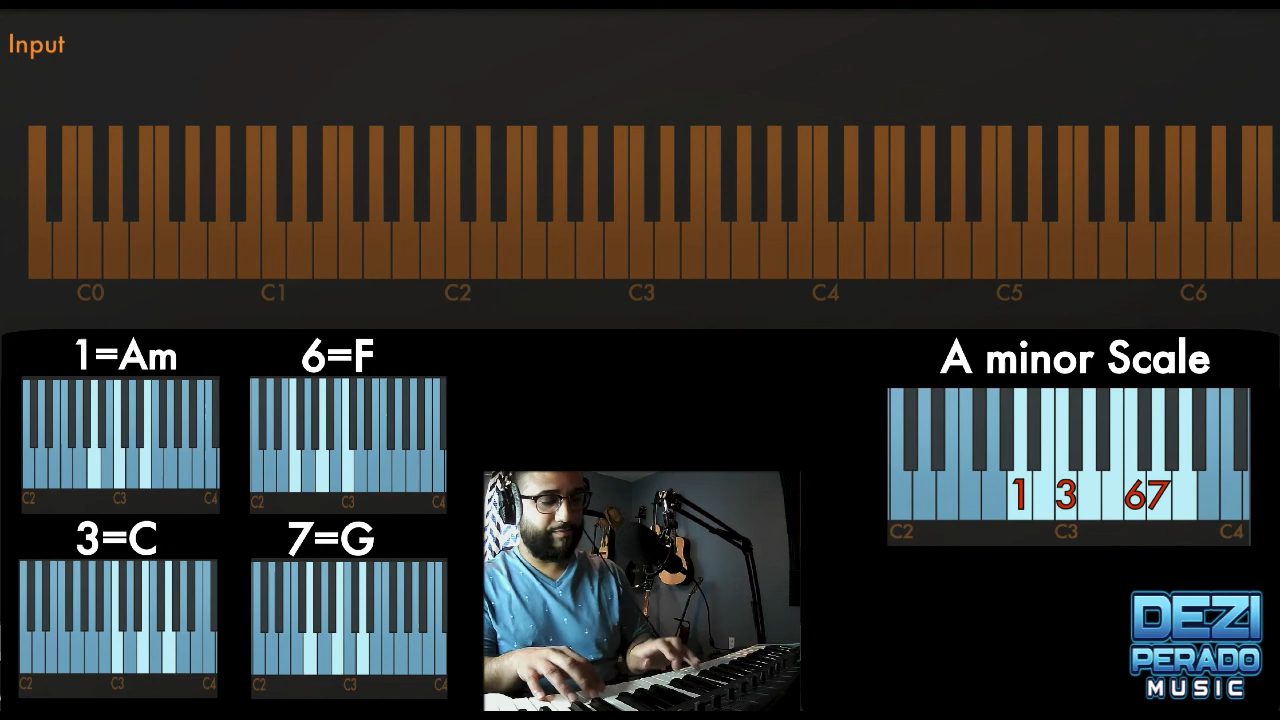 Input
C0 C1 C2 C3 C4 C5 C6
1=Am 6=F
C2 C3 C4 C2 C3 C4
3=C 7=G
C2 C3 C4 C2 C3 C4
A minor Scale
1 3 67
C2 C3 C4
DEZI
PERADO
MUSIC